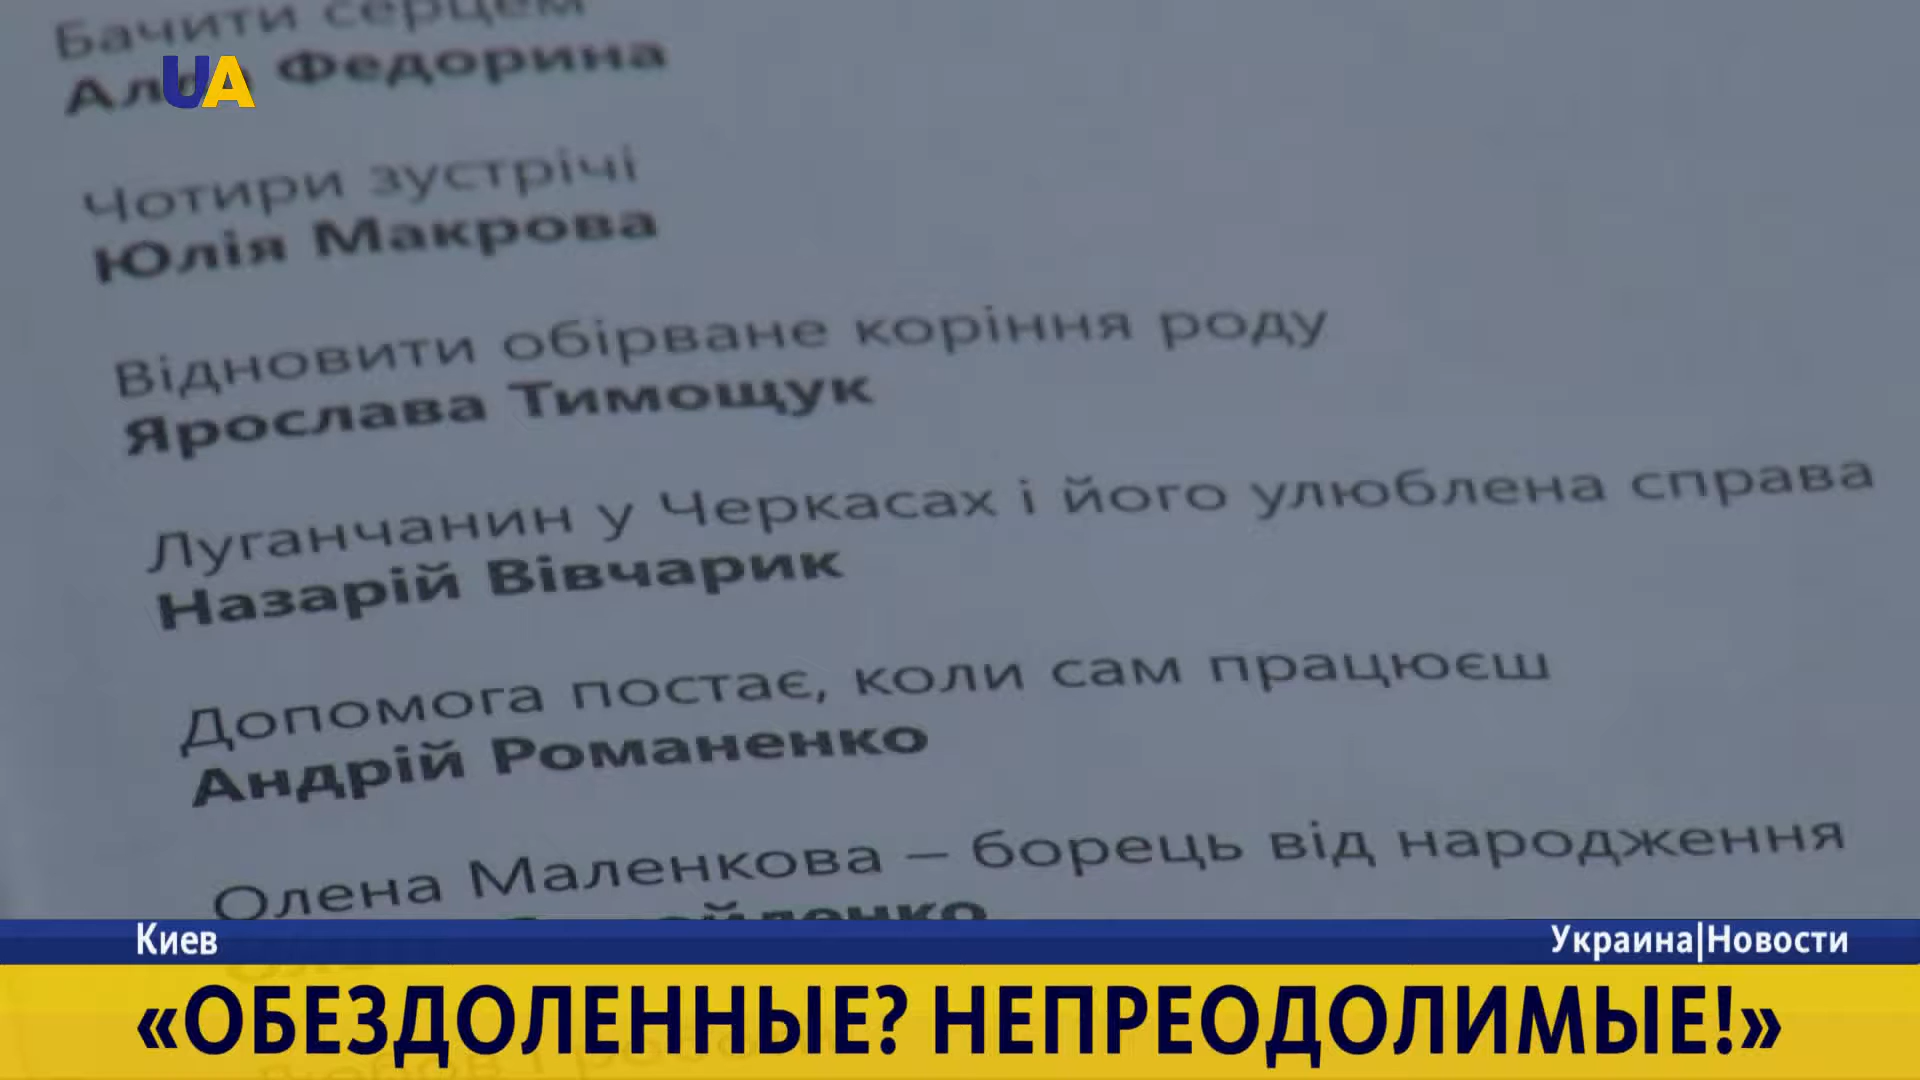 Бачити серцем
Федорина
UA
Чотири зустрічі
Юлія Макрова
Відновити обірване коріння роду
Ярослава Тимощук
Луганчанин у Черкасах і його улюблена справа
Назарій Вівчарик
Допомога постає, коли сам працюєш
Андрій Романенко
Олена Маленкова – борець від народження
Киев
Украина|Новости
«ОБЕЗДОЛЕННЫЕ? НЕПРЕОДОЛИМЫЕ!»